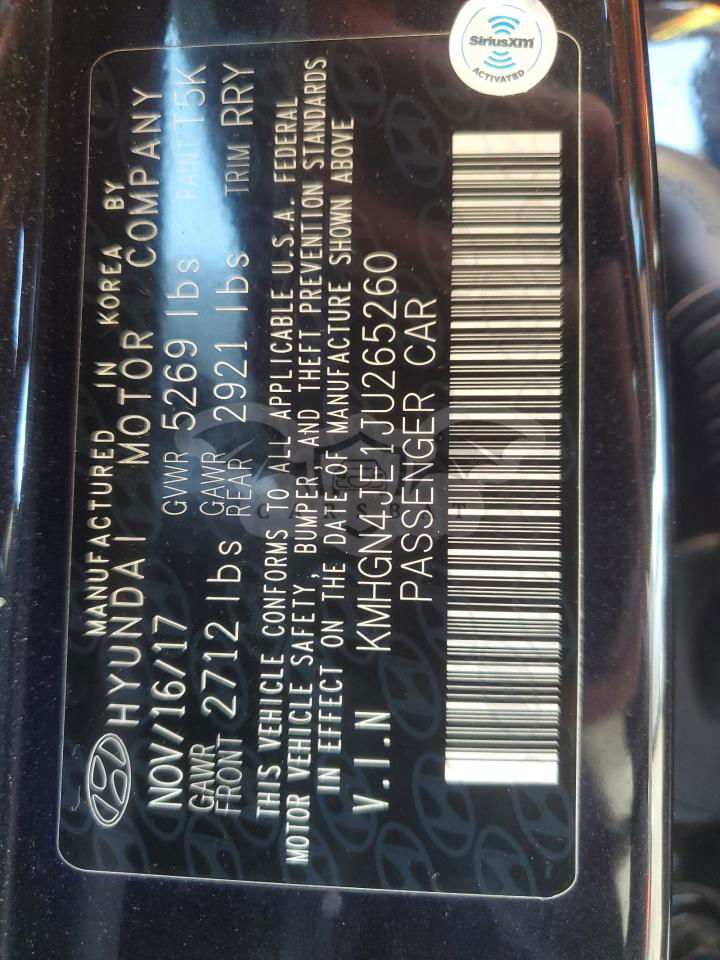 MANUFACTURED IN KOREA BY
HYUNDAI MOTOR COMPANY
NOV/16/17 GVWR 5269 lbs PAINT T5K
GAWR FRONT 2712 lbs GAWR REAR 2921 lbs TRIM RRY
THIS VEHICLE CONFORMS TO ALL APPLICABLE U.S.A. FEDERAL
MOTOR VEHICLE SAFETY, BUMPER, AND THEFT PREVENTION STANDARDS
IN EFFECT ON THE DATE OF MANUFACTURE SHOWN ABOVE
V.I.N KMHGN4JE1JU265260
PASSENGER CAR
SiriusXM
ACTIVATED
CARSBAT